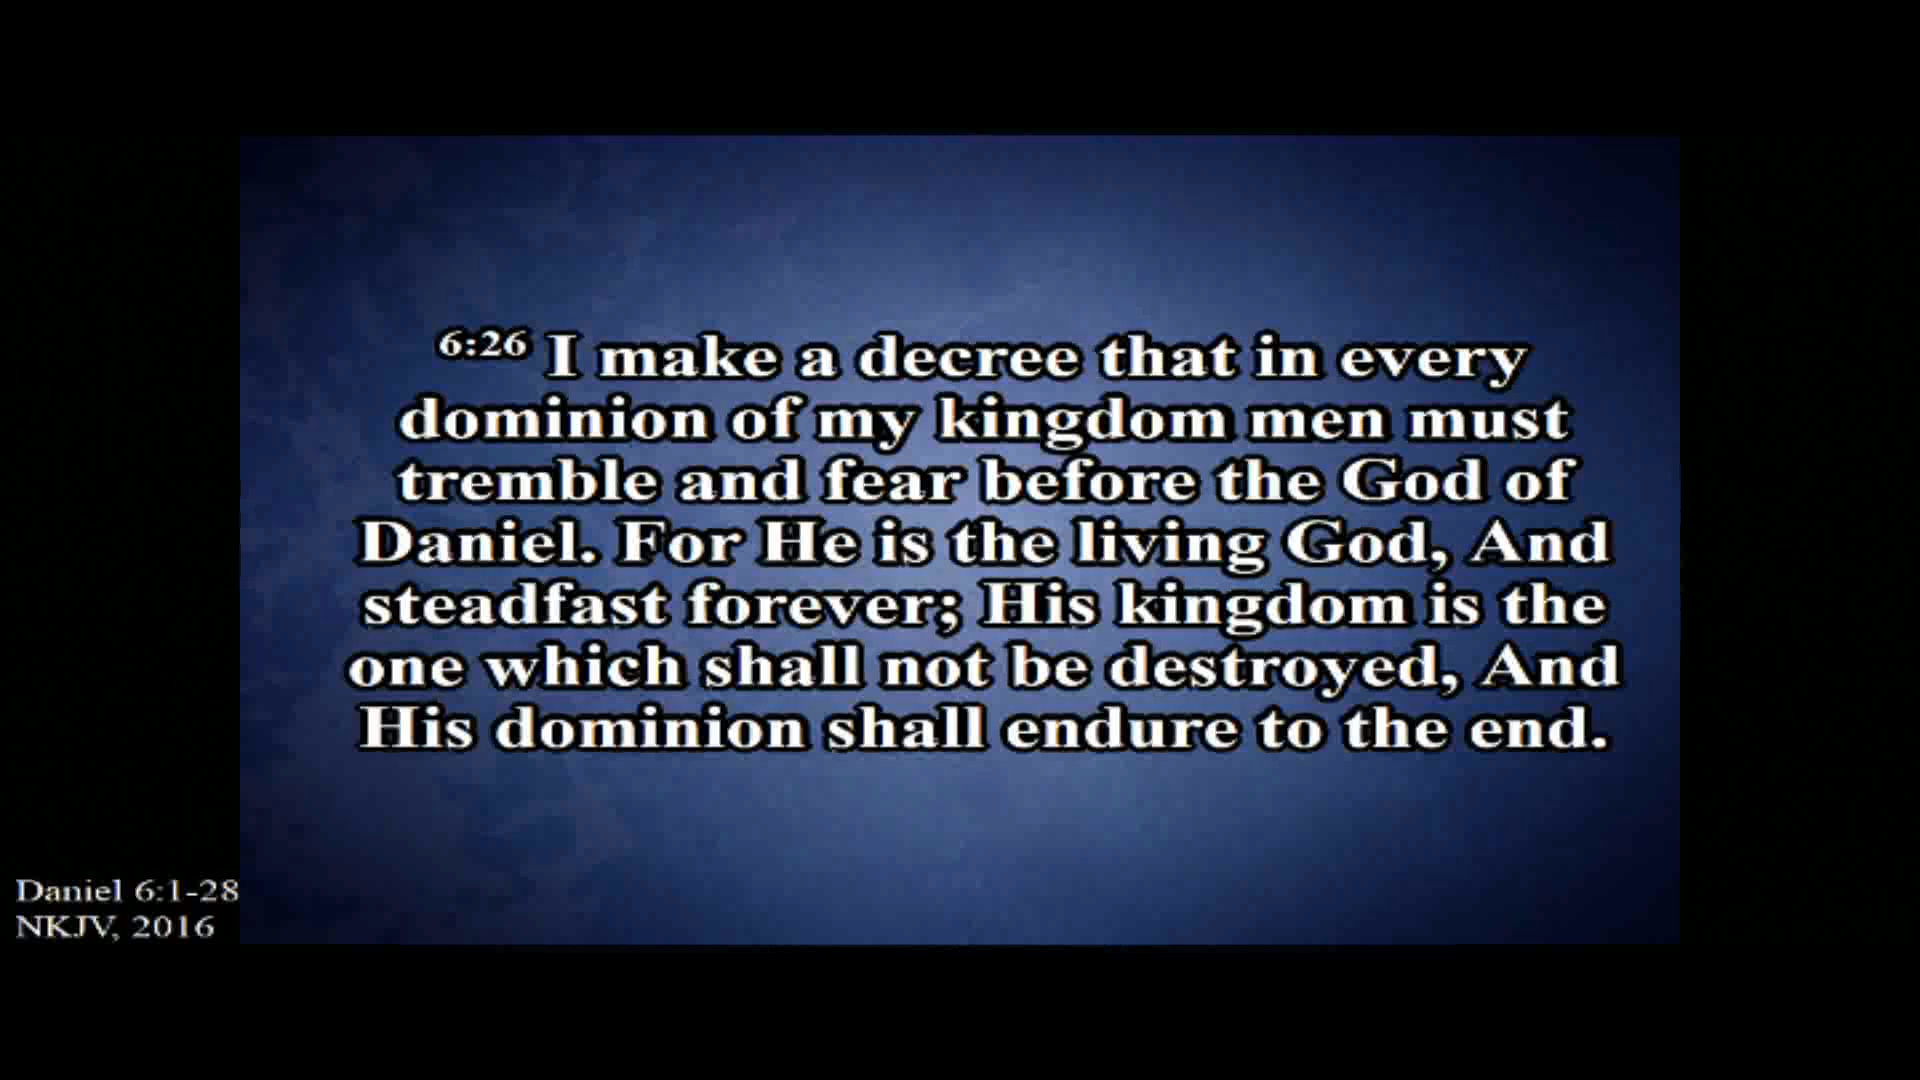 6:26 I make a decree that in every
dominion of my kingdom men must
tremble and fear before the God of
Daniel. For He is the living God, And
steadfast forever; His kingdom is the
one which shall not be destroyed, And
His dominion shall endure to the end.
Daniel 6:1-28
NKJV, 2016